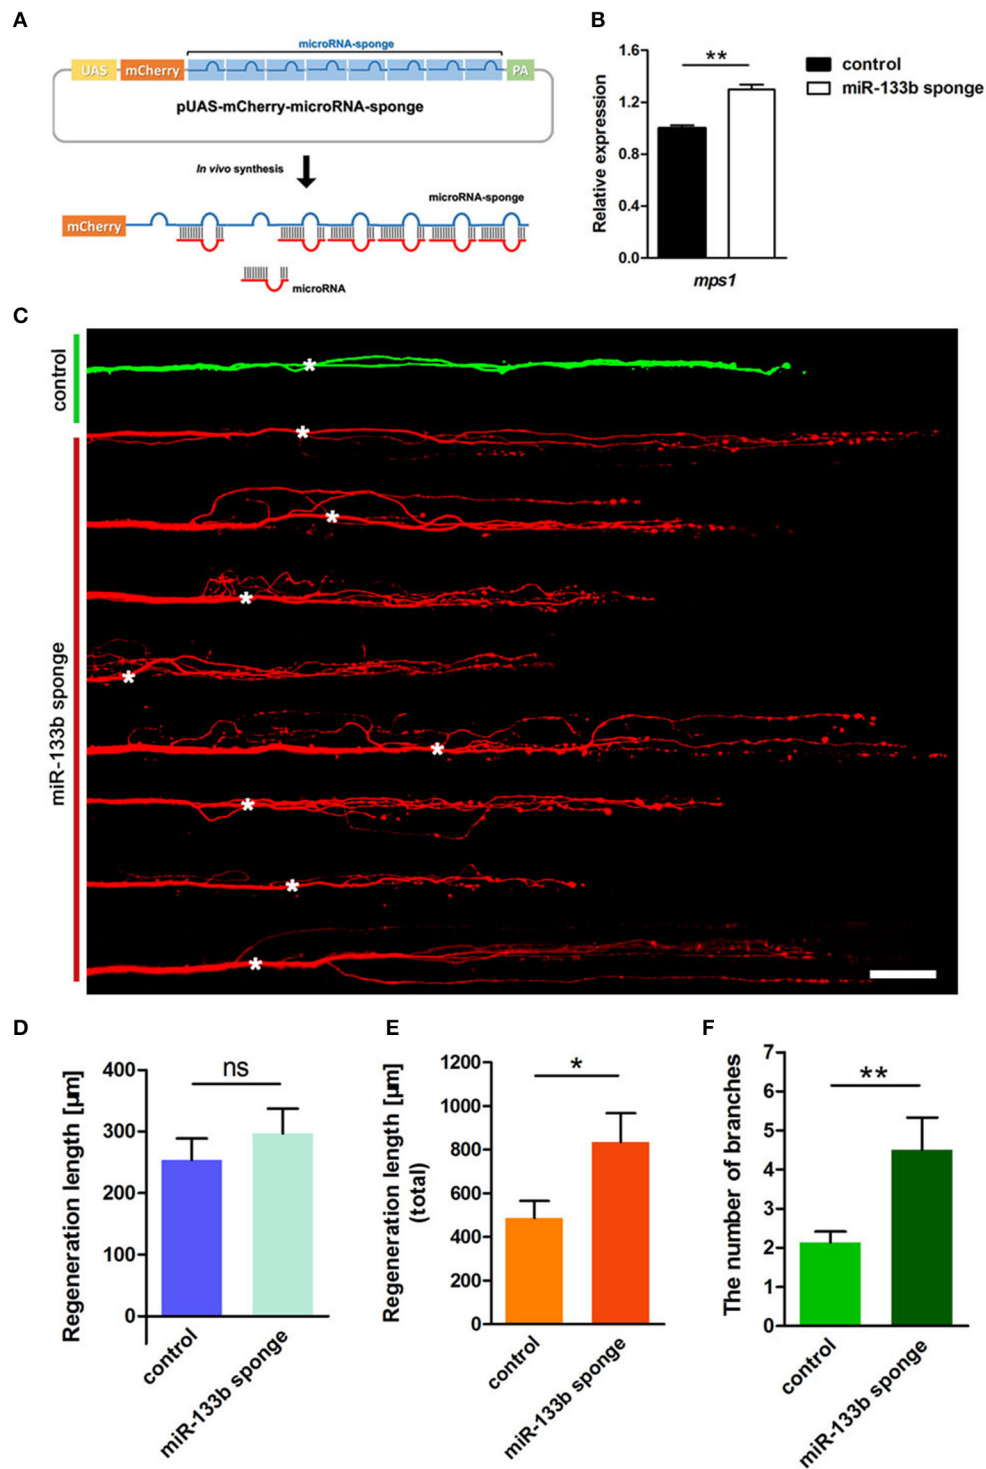 A
microRNA-sponge
UAS
mCherry
PA
pUAS-mCherry-microRNA-sponge
In vivo synthesis
microRNA-sponge
mCherry
microRNA
B
1.6
1.2
0.8
0.4
0.0
Relative expression
**
mps1
control
miR-133b sponge
C
control
miR-133b sponge
*
*
*
*
*
*
*
*
*
D
Regeneration length [µm]
400
300
200
100
0
ns
control
miR-133b sponge
E
Regeneration length [µm]
(total)
1200
1000
800
600
400
200
0
*
control
miR-133b sponge
F
The number of branches
7
6
5
4
3
2
1
0
**
control
miR-133b sponge